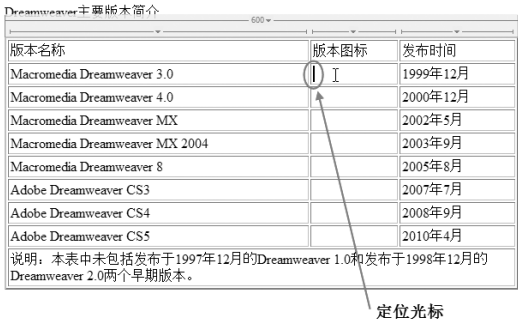 Dreamweaver主要版本简介
600
版本名称 版本图标 发布时间
Macromedia Dreamweaver 3.0 1999年12月
Macromedia Dreamweaver 4.0 2000年12月
Macromedia Dreamweaver MX 2002年5月
Macromedia Dreamweaver MX 2004 2003年9月
Macromedia Dreamweaver 8 2005年8月
Adobe Dreamweaver CS3 2007年7月
Adobe Dreamweaver CS4 2008年9月
Adobe Dreamweaver CS5 2010年4月
说明：本表中未包括发布于1997年12月的Dreamweaver 1.0和发布于1998年12月的
Dreamweaver 2.0两个早期版本。
定位光标